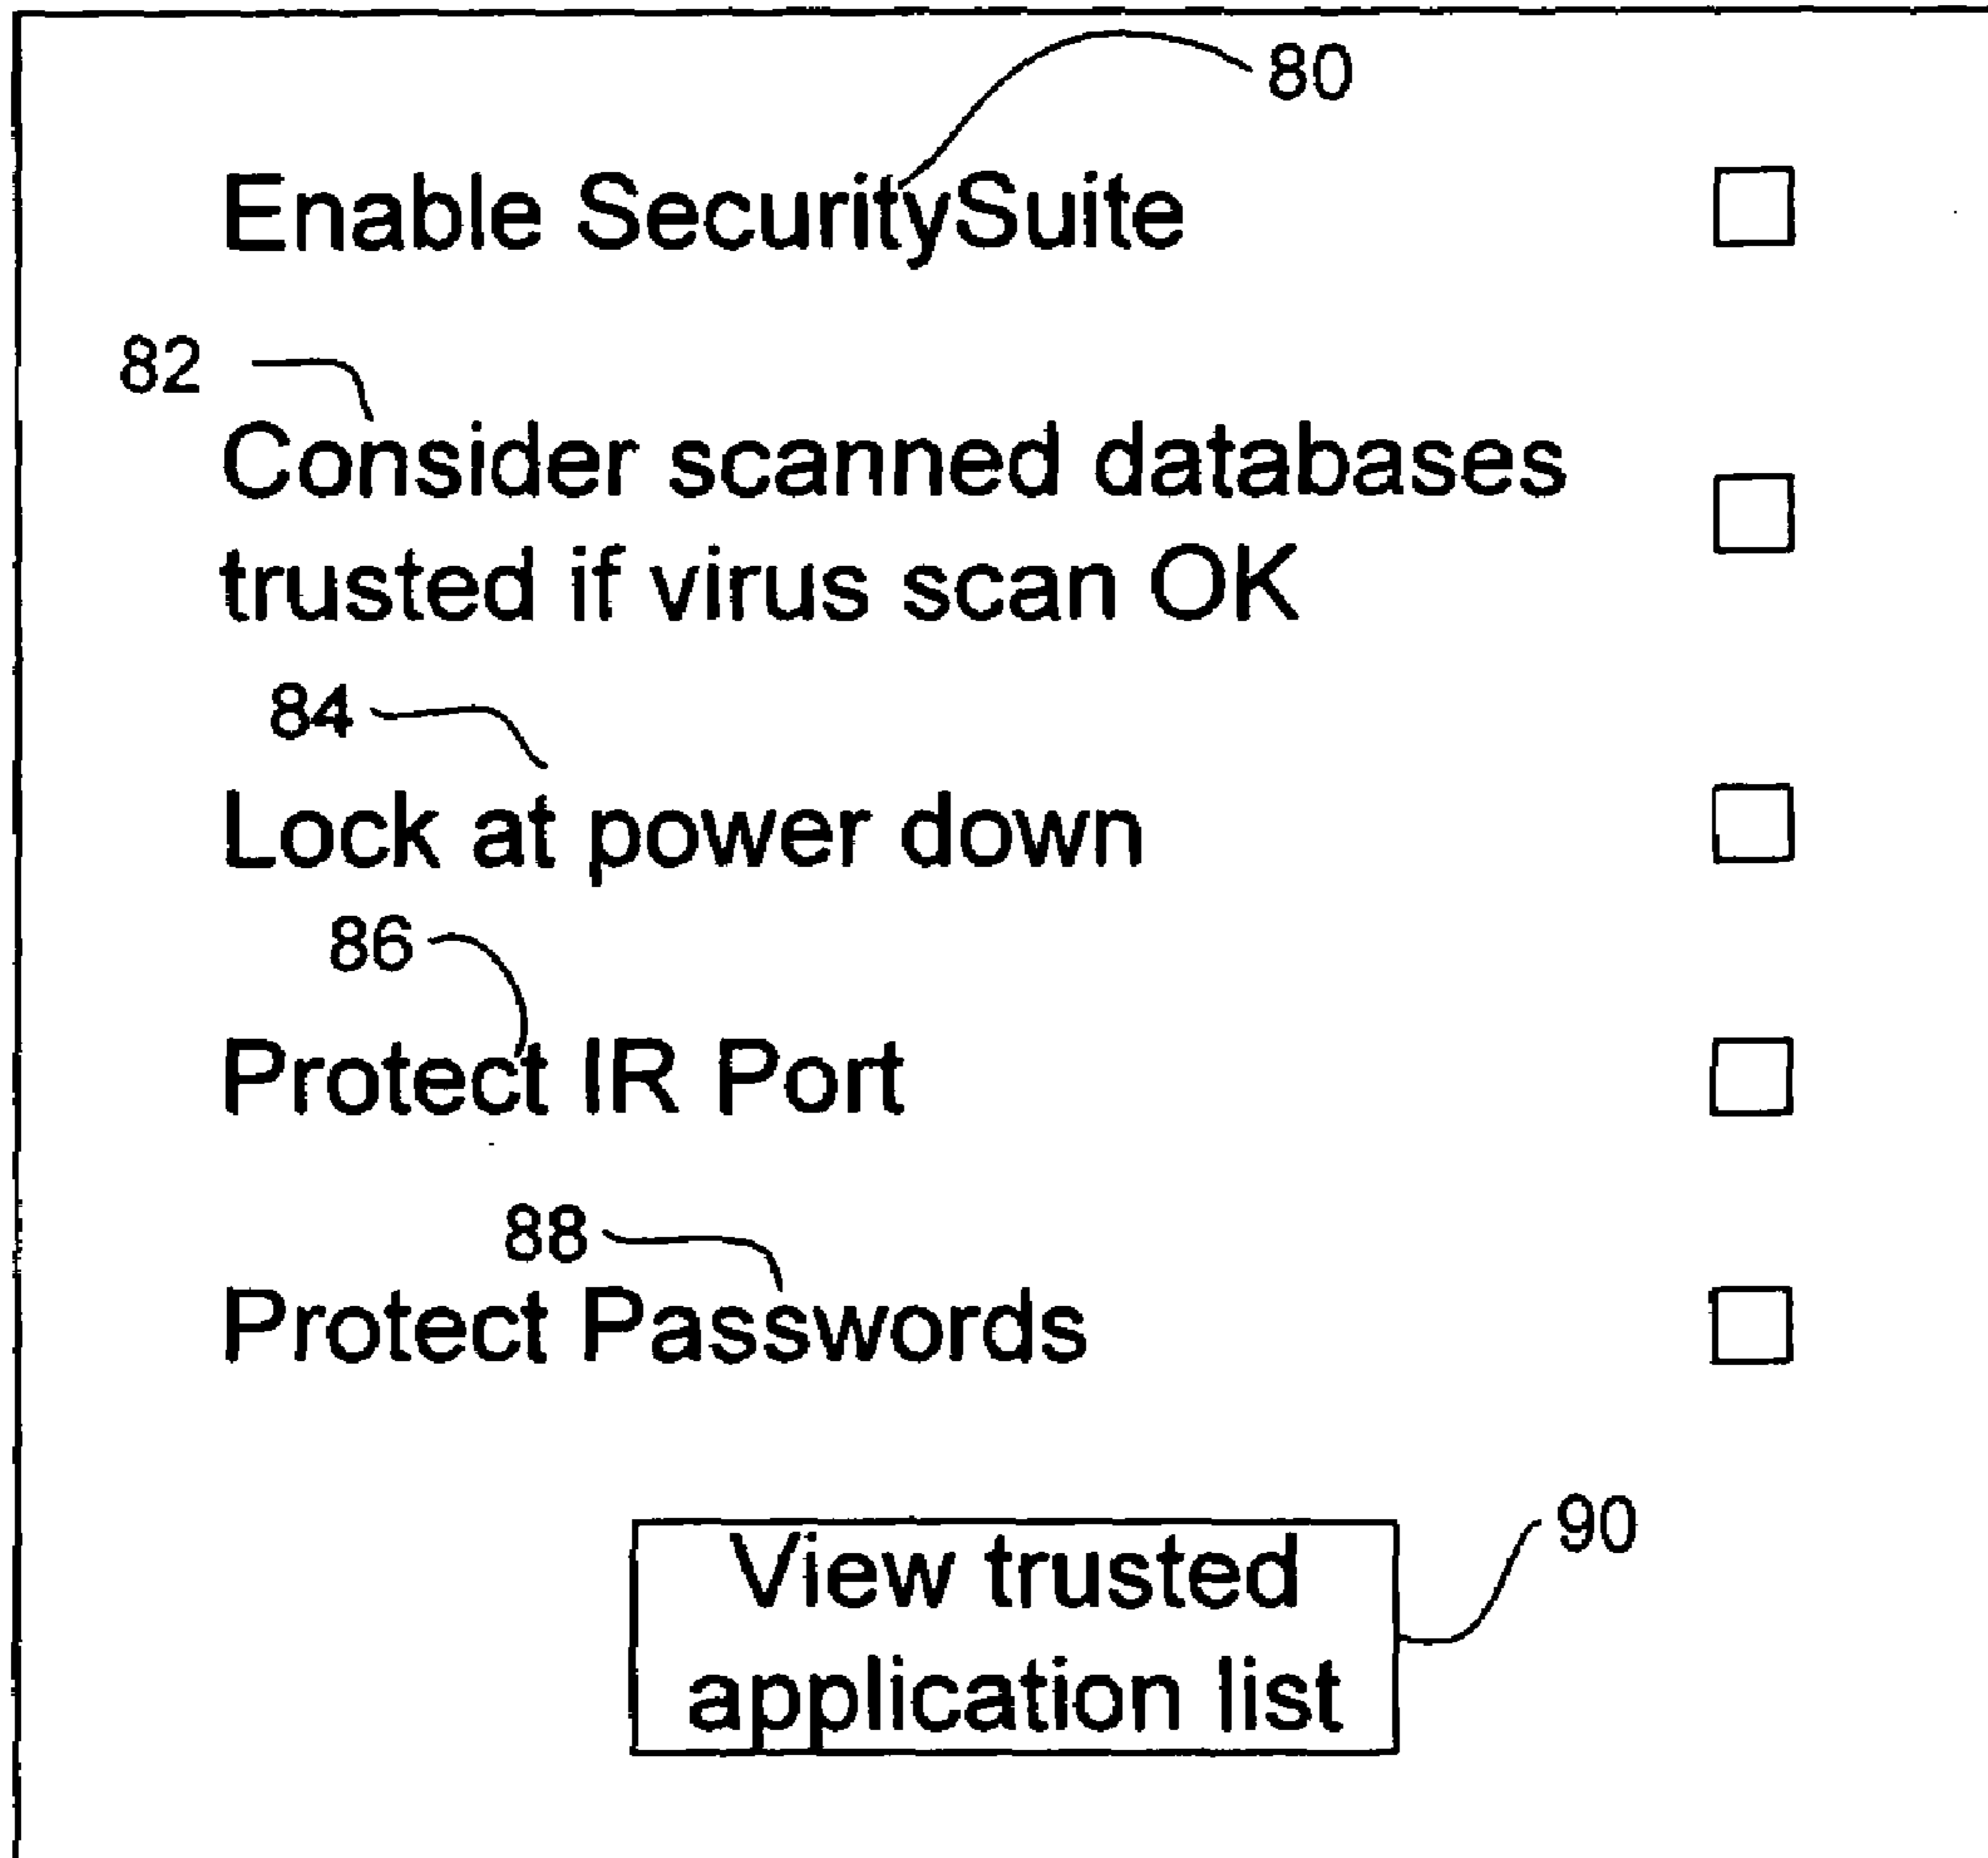 80
Enable SecuritySuite
82
Consider scanned databases
trusted if virus scan OK
84
Lock at power down
86
Protect IR Port
88
Protect Passwords
90
View trusted
application list